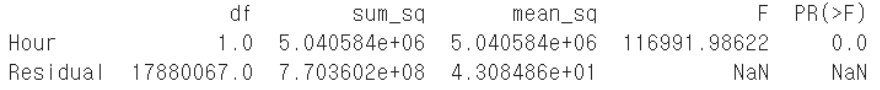 df sum_sq mean_sq F PR(>F)
Hour 1.0 5.040584e+06 5.040584e+06 116991.98622 0.0
Residual 17880067.0 7.703602e+08 4.308486e+01 NaN NaN